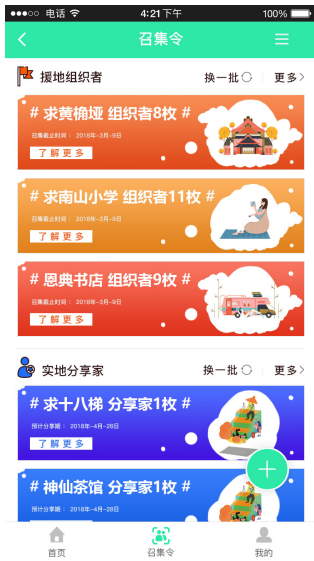 电话 4:21下午 100%
召集令
援地组织者 换一批 更多
# 求黄桷垭 组织者8枚 #
召集截止时间： 2018年-3月-9日
了解更多
# 求南山小学 组织者11枚 #
召集截止时间： 2018年-3月-9日
了解更多
# 恩典书店 组织者9枚 #
召集截止时间： 2018年-3月-9日
了解更多
实地分享家 换一批 更多
# 求十八梯 分享家1枚 #
预计分享期： 2018年-4月-28日
了解更多
# 神仙茶馆 分享家1枚 #
预计分享期： 2018年-4月-28日
首页 召集令 我的